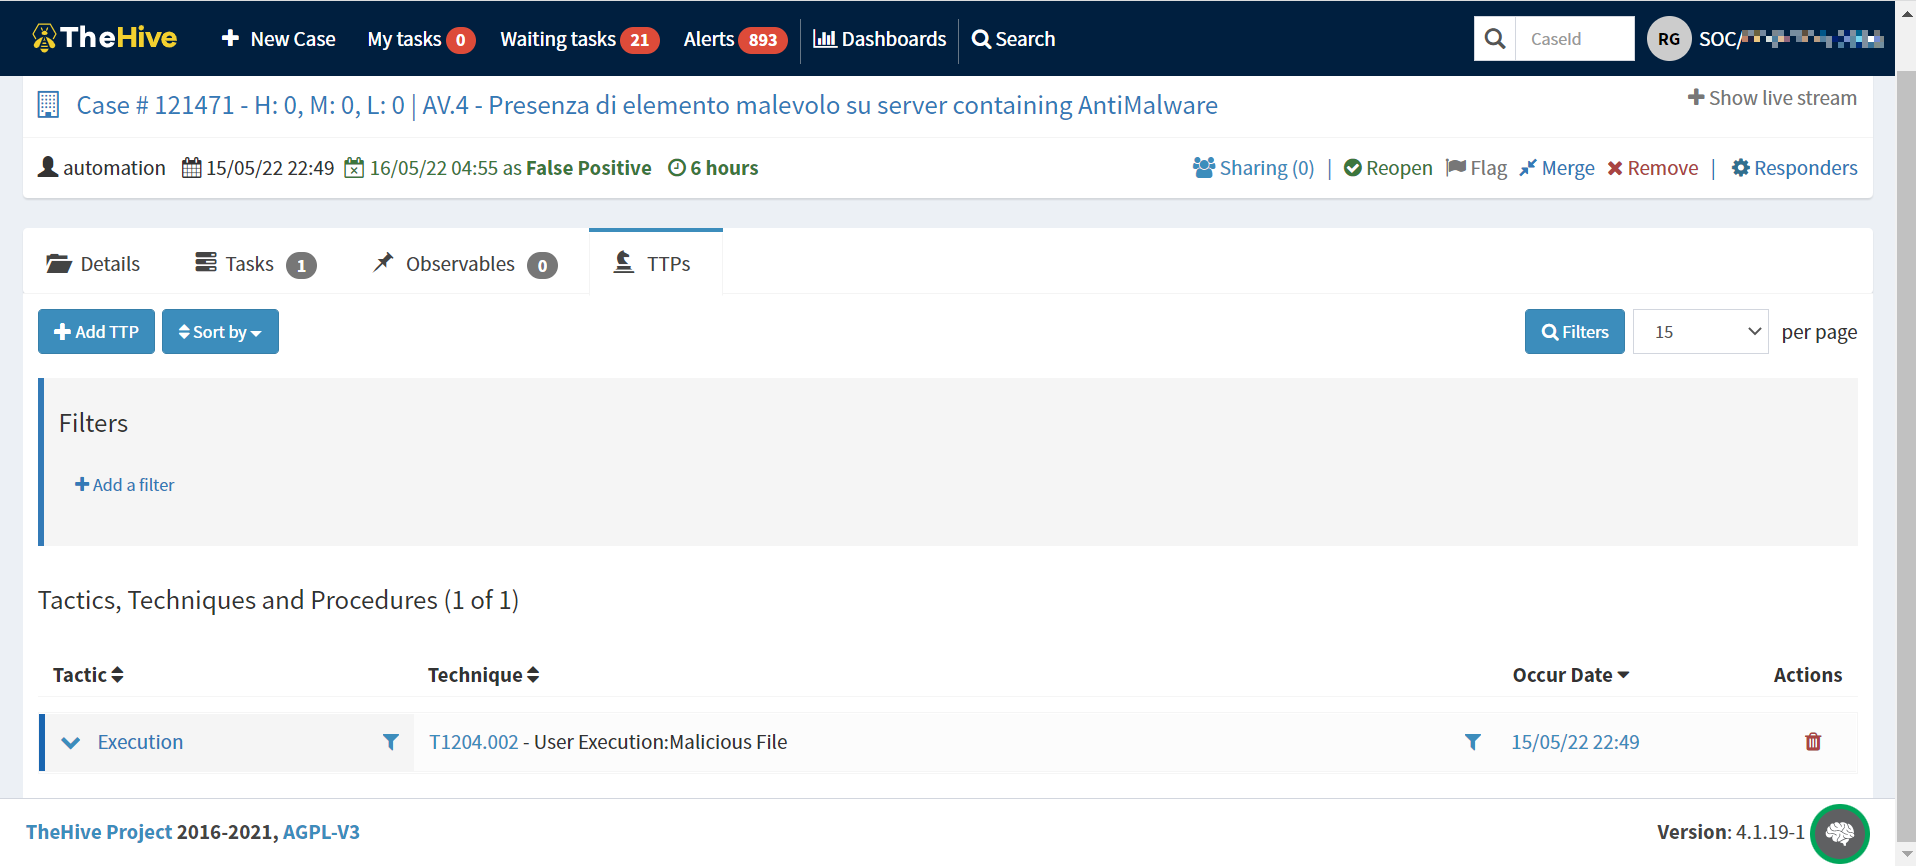 TheHive New Case My tasks 0 Waiting tasks 21 Alerts 893 Dashboards Search CaseId RG SOC/
Case # 121471 - H: 0, M: 0, L: 0 | AV.4 - Presenza di elemento malevolo su server containing AntiMalware
Show live stream
automation 15/05/22 22:49 16/05/22 04:55 as False Positive 6 hours Sharing (0) | Reopen Flag Merge Remove | Responders
Details Tasks 1 Observables 0 TTPs
Add TTP Sort by Filters 15 per page
Filters
Add a filter
Tactics, Techniques and Procedures (1 of 1)
Tactic Technique Occur Date Actions
Execution T1204.002 - User Execution:Malicious File 15/05/22 22:49
TheHive Project 2016-2021, AGPL-V3 Version: 4.1.19-1